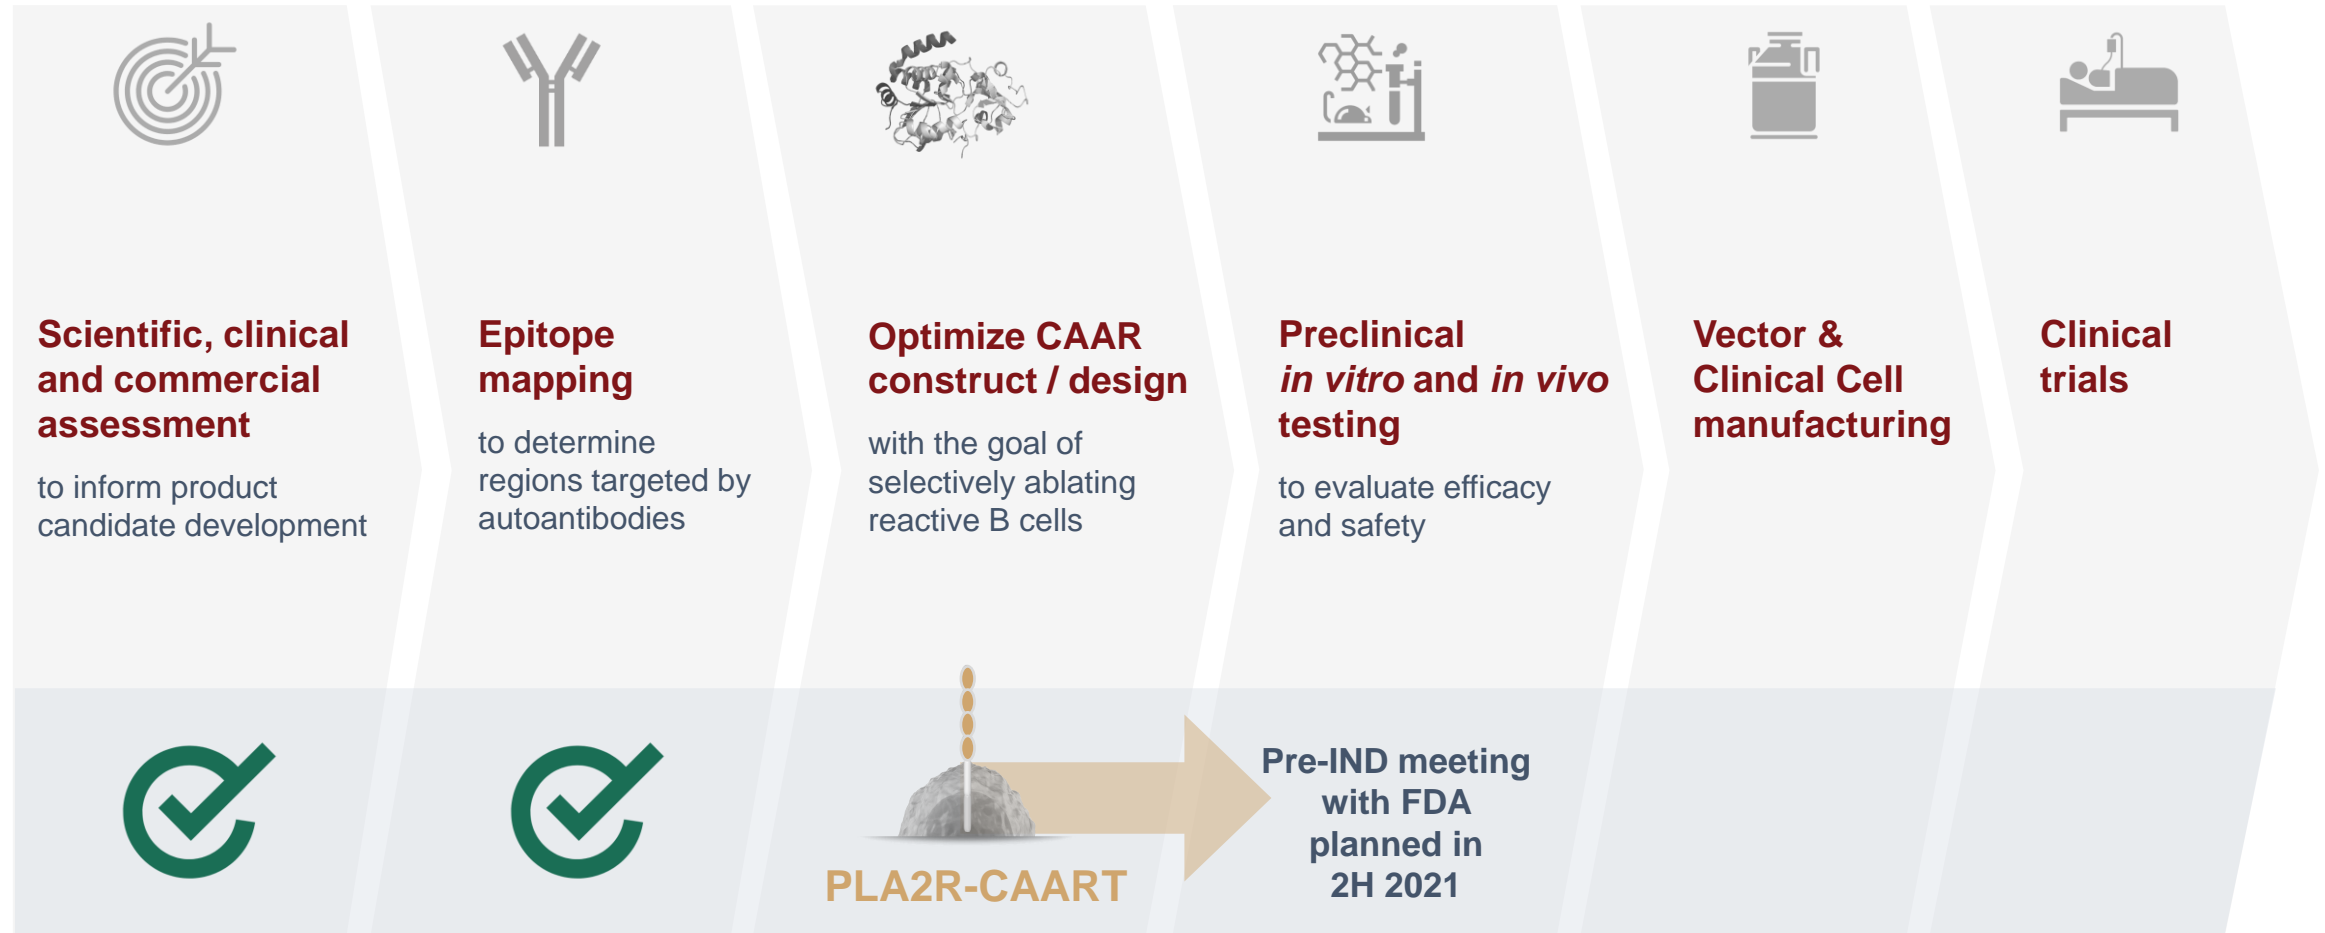 Scientific, clinical
and commercial
assessment
to inform product
candidate development
Epitope
mapping
to determine
regions targeted by
autoantibodies
Optimize CAAR
construct / design
with the goal of
selectively ablating
reactive B cells
Preclinical
in vitro and in vivo
testing
to evaluate efficacy
and safety
Vector &
Clinical Cell
manufacturing
Clinical
trials
PLA2R-CAART
Pre-IND meeting
with FDA
planned in
2H 2021